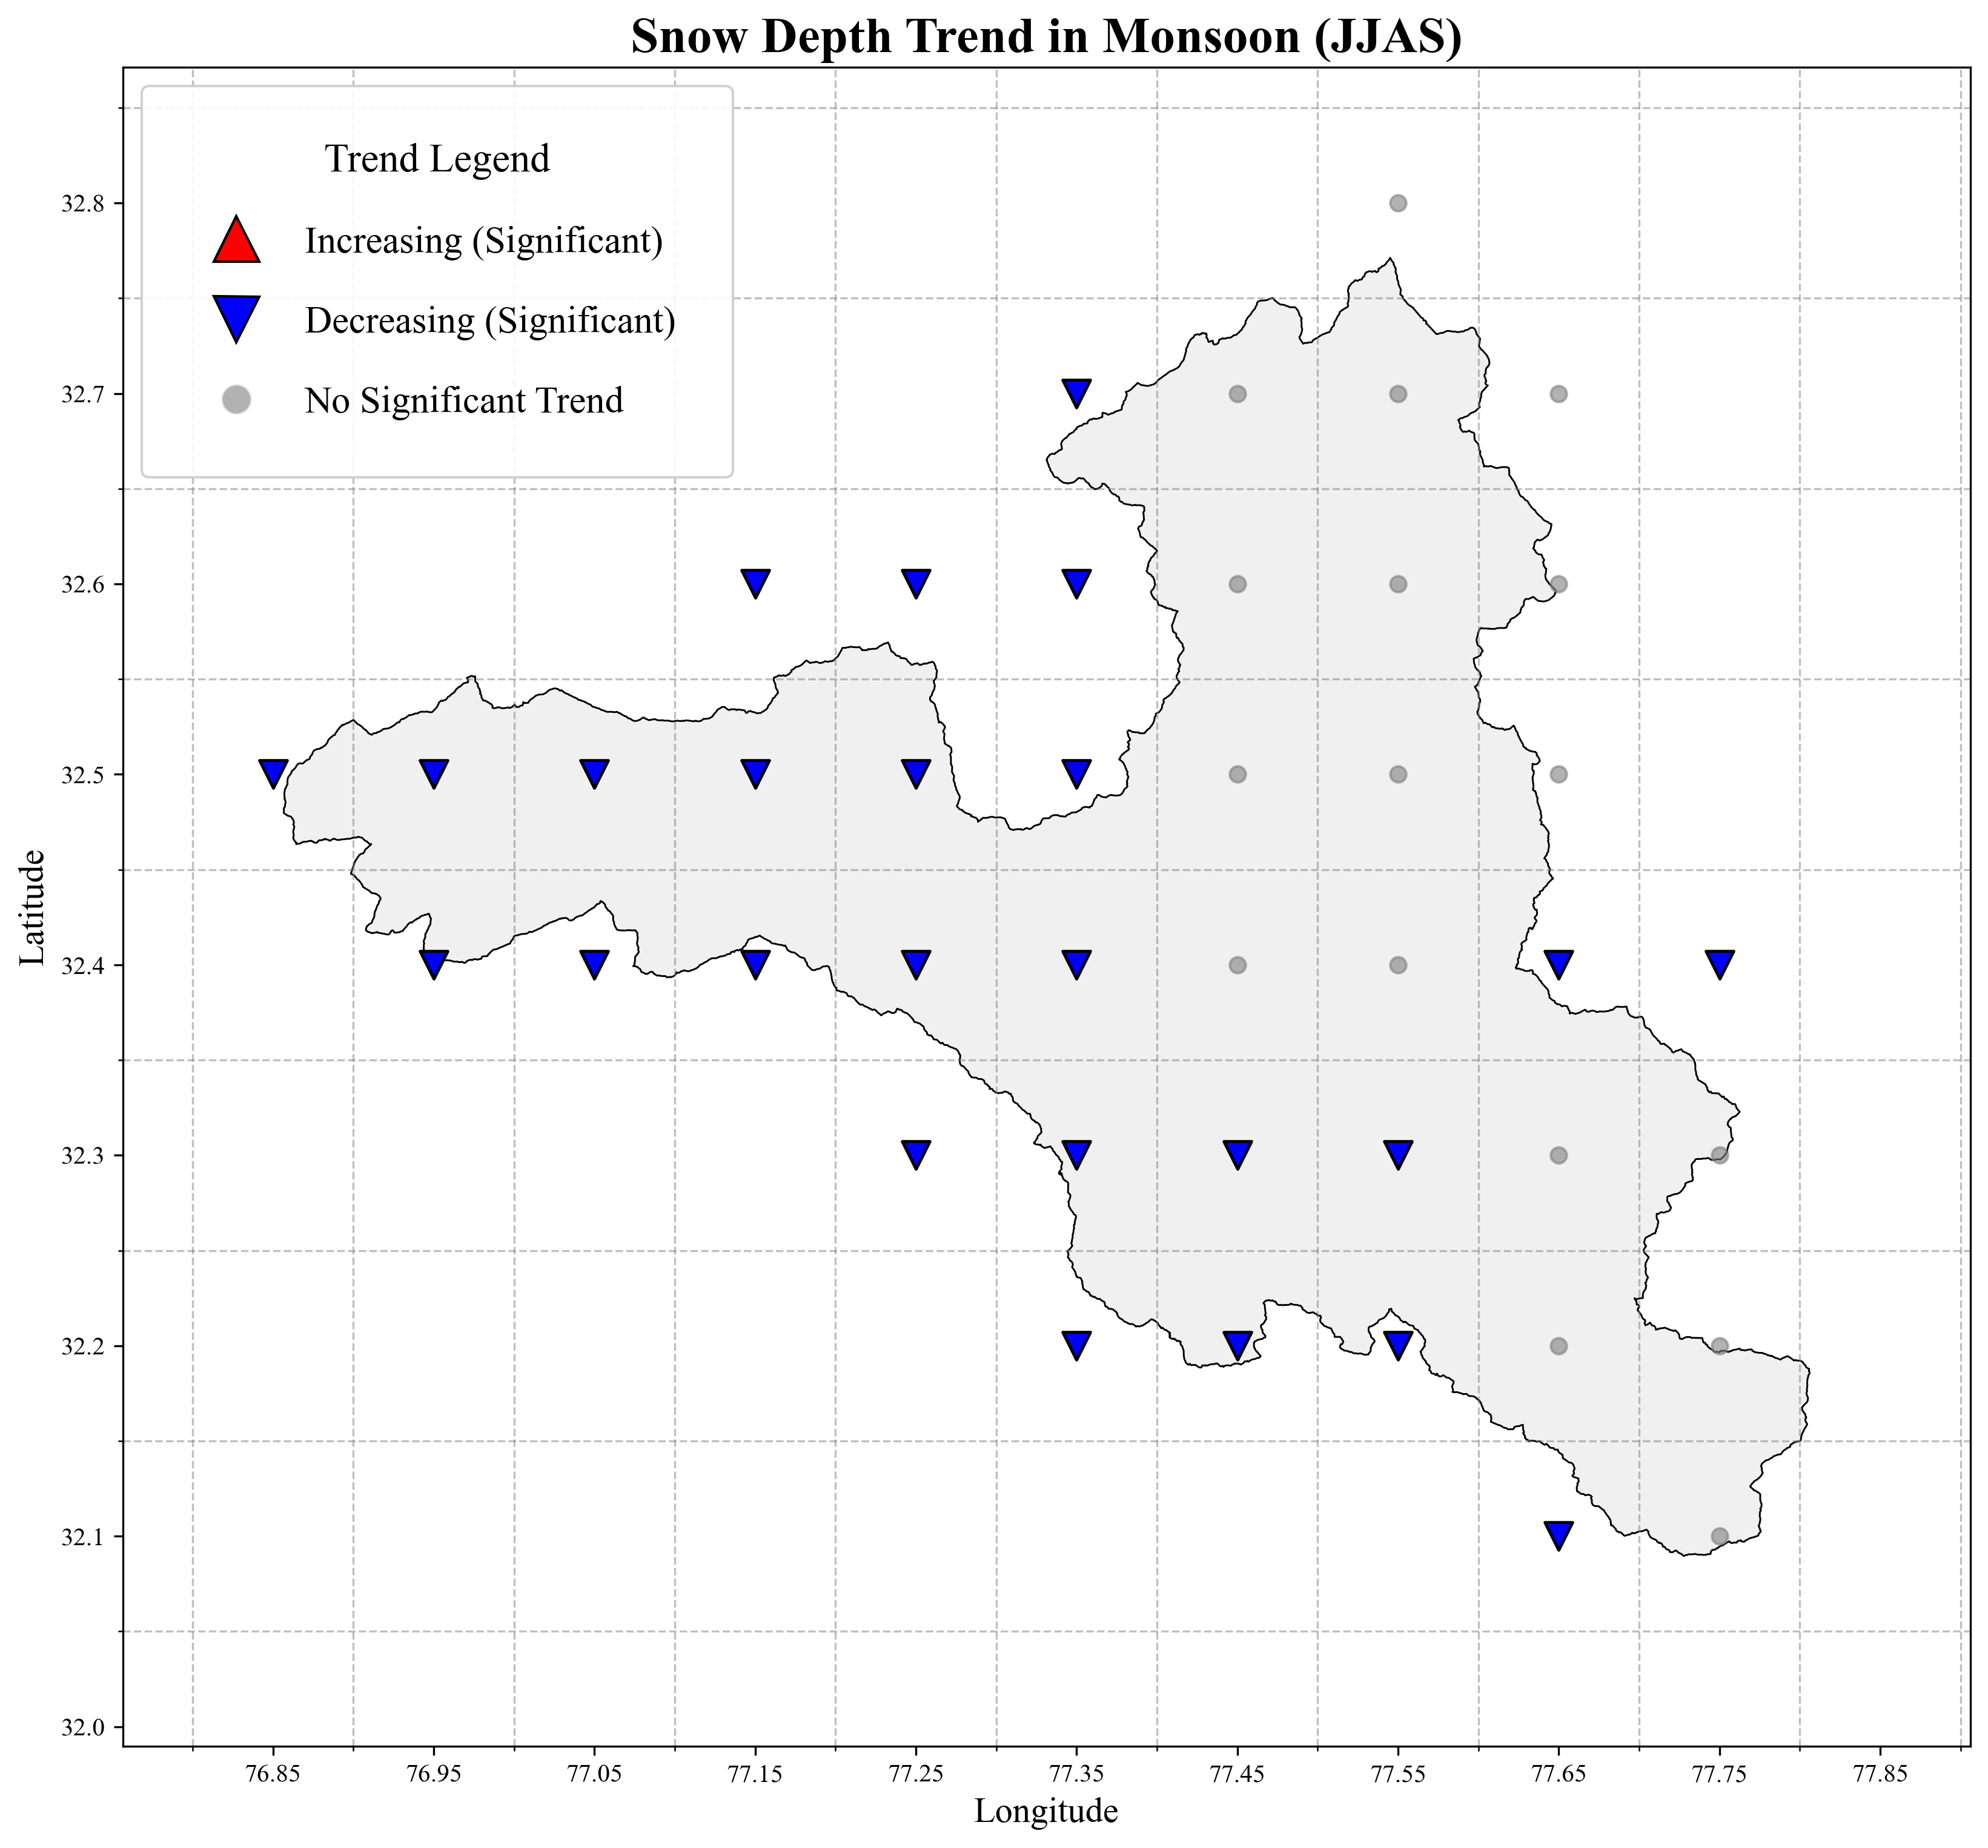 Snow Depth Trend in Monsoon (JJAS)
Trend Legend
Increasing (Significant)
Decreasing (Significant)
No Significant Trend
Latitude
32.8
32.7
32.6
32.5
32.4
32.3
32.2
32.1
32.0
76.85 76.95 77.05 77.15 77.25 77.35 77.45 77.55 77.65 77.75 77.85
Longitude